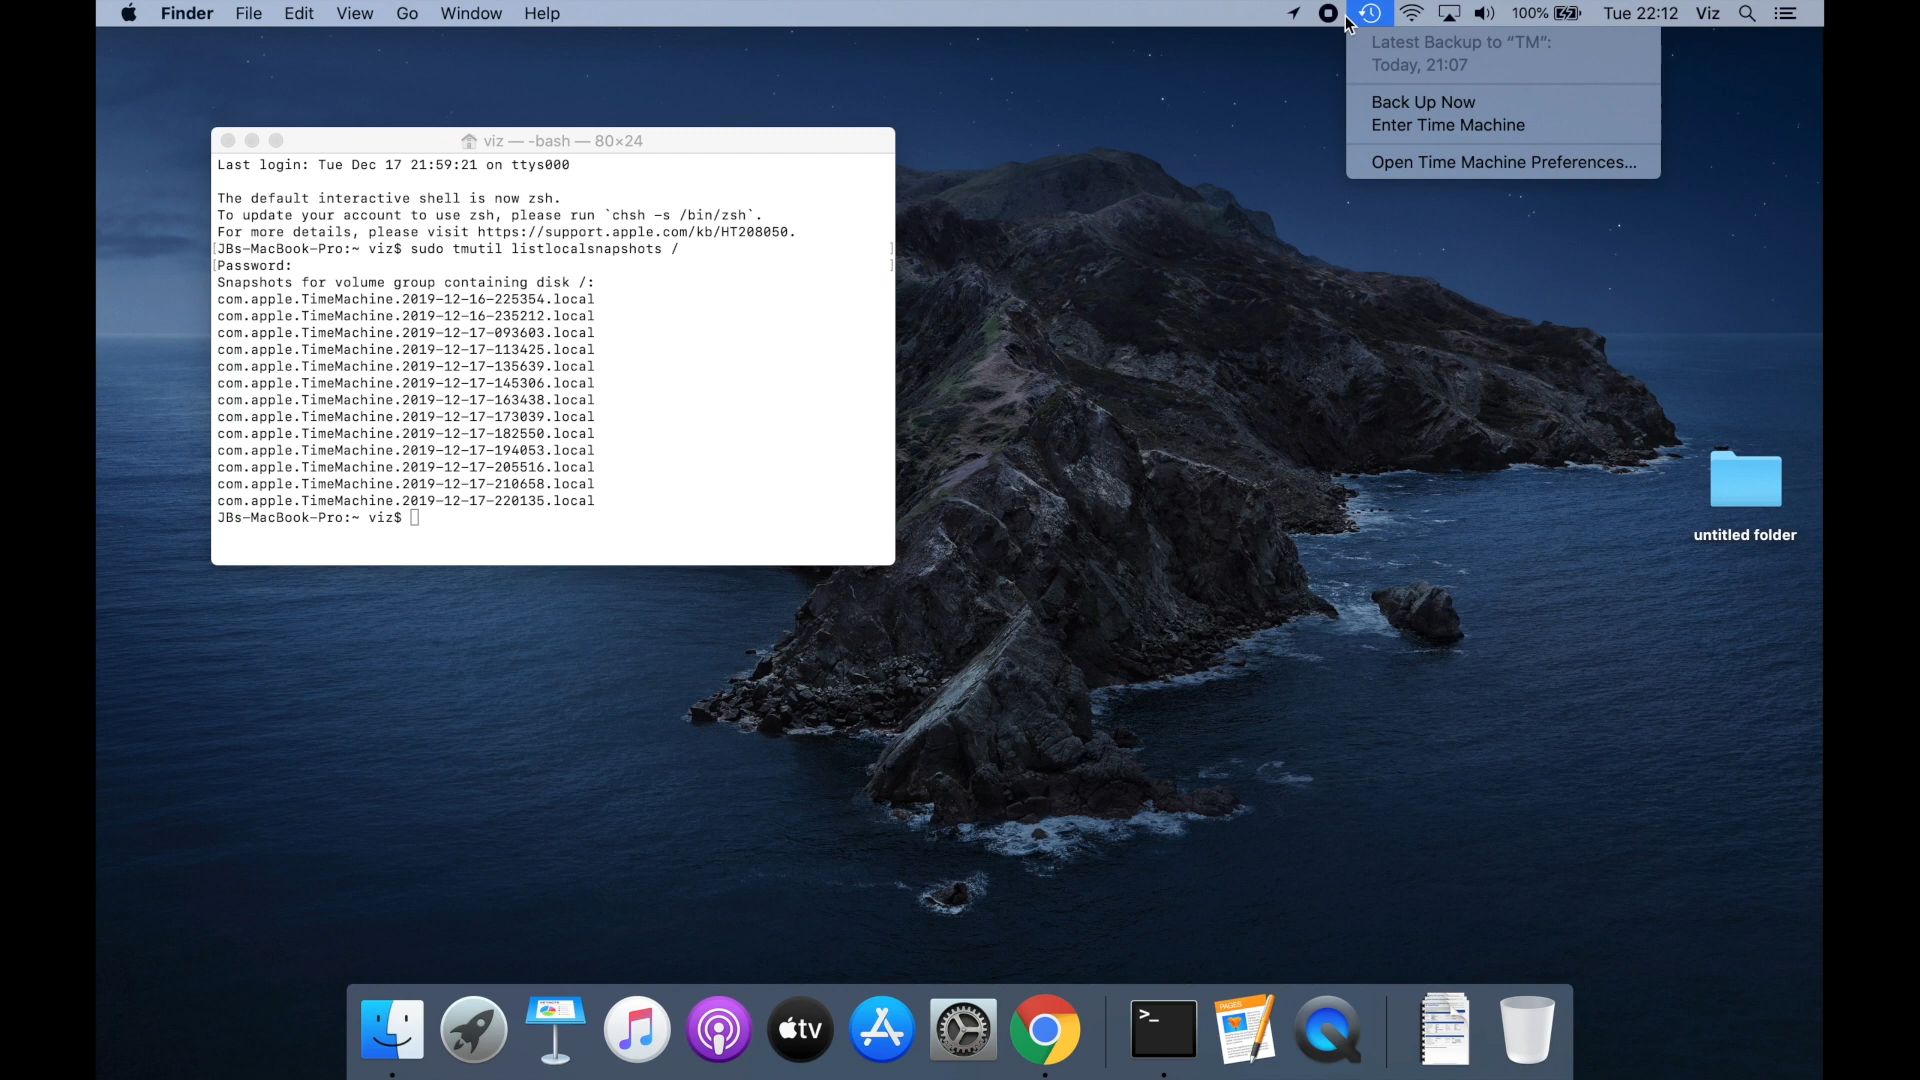 Finder File Edit View Go Window Help 100% Tue 22:12 Viz
Latest Backup to “TM”:
Today, 21:07
Back Up Now
Enter Time Machine
Open Time Machine Preferences...
viz — -bash — 80×24
Last login: Tue Dec 17 21:59:21 on ttys000
The default interactive shell is now zsh.
To update your account to use zsh, please run `chsh -s /bin/zsh`.
For more details, please visit https://support.apple.com/kb/HT208050.
[JBs-MacBook-Pro:~ viz$ sudo tmutil listlocalsnapshots / ]
[Password: ]
Snapshots for volume group containing disk /:
com.apple.TimeMachine.2019-12-16-225354.local
com.apple.TimeMachine.2019-12-16-235212.local
com.apple.TimeMachine.2019-12-17-093603.local
com.apple.TimeMachine.2019-12-17-113425.local
com.apple.TimeMachine.2019-12-17-135639.local
com.apple.TimeMachine.2019-12-17-145306.local
com.apple.TimeMachine.2019-12-17-163438.local
com.apple.TimeMachine.2019-12-17-173039.local
com.apple.TimeMachine.2019-12-17-182550.local
com.apple.TimeMachine.2019-12-17-194053.local
com.apple.TimeMachine.2019-12-17-205516.local
com.apple.TimeMachine.2019-12-17-210658.local
com.apple.TimeMachine.2019-12-17-220135.local
JBs-MacBook-Pro:~ viz$
untitled folder
tv
>_
PAGES